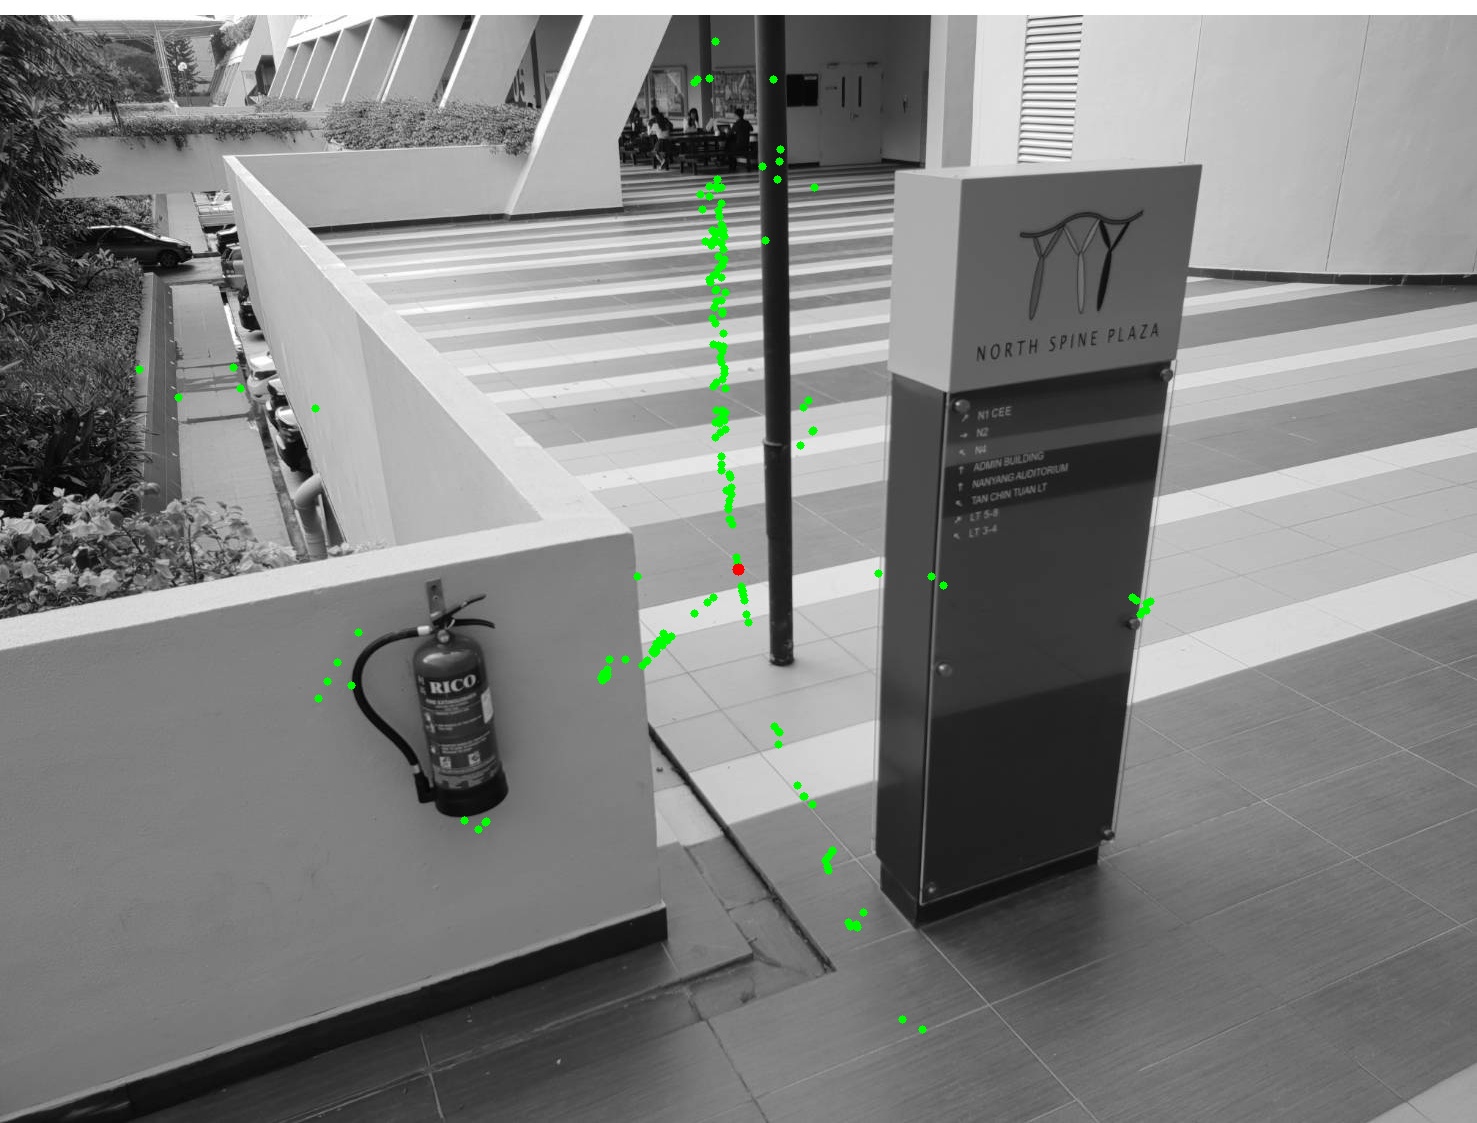 NORTH SPINE PLAZA
N1 CEE
N2
N4
ADMIN BUILDING
NANYANG AUDITORIUM
TAN CHIN TUAN LT
LT 5-8
LT 3-4
RICO